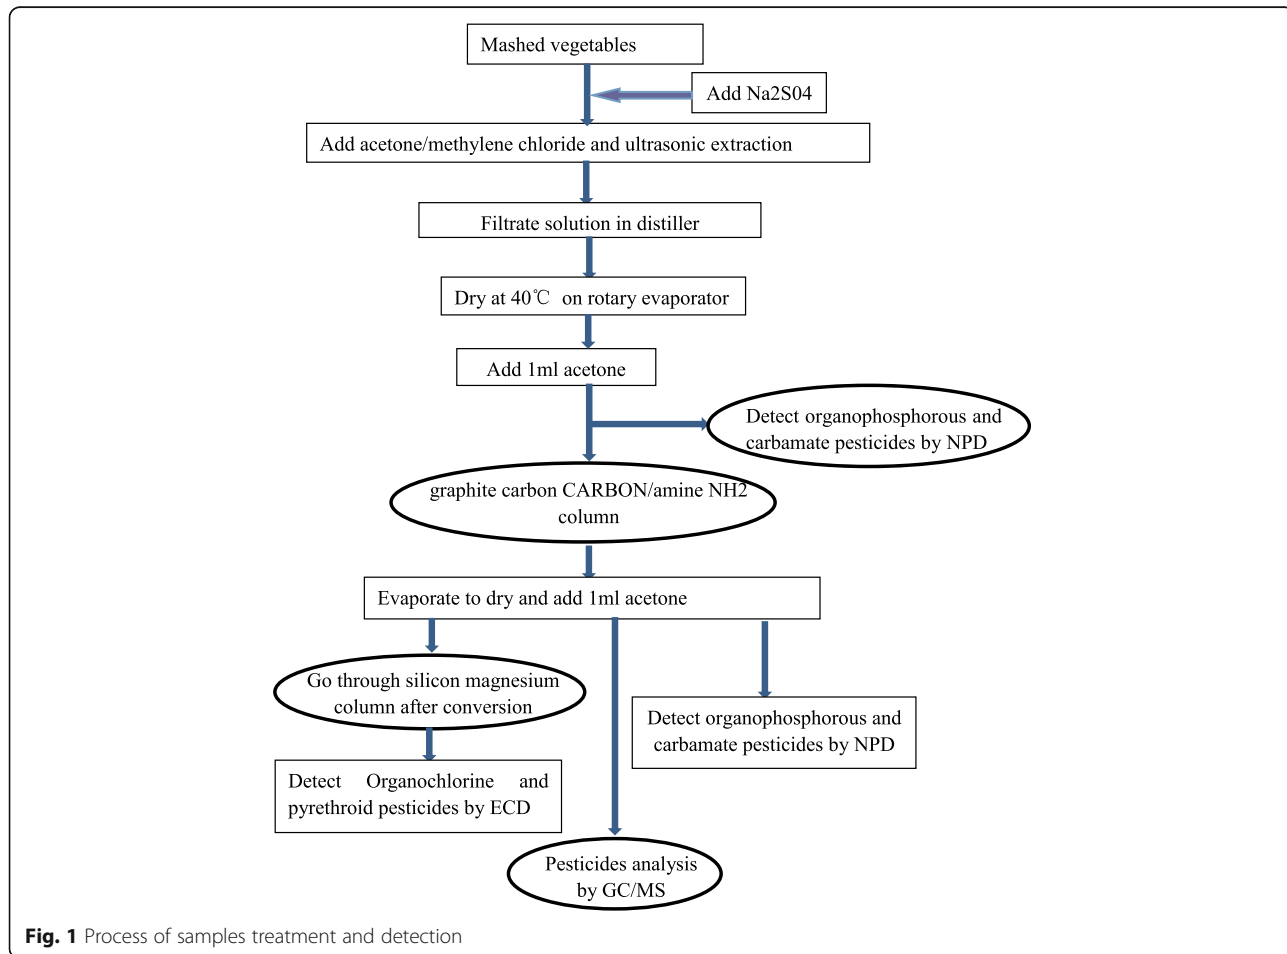 Mashed vegetables
Add Na2S04
Add acetone/methylene chloride and ultrasonic extraction
Filtrate solution in distiller
Dry at 40℃ on rotary evaporator
Add 1ml acetone
Detect organophosphorous and
carbamate pesticides by NPD
graphite carbon CARBON/amine NH2
column
Evaporate to dry and add 1ml acetone
Go through silicon magnesium
column after conversion
Detect organophosphorous and
carbamate pesticides by NPD
Detect Organochlorine and
pyrethroid pesticides by ECD
Pesticides analysis
by GC/MS
Fig. 1 Process of samples treatment and detection